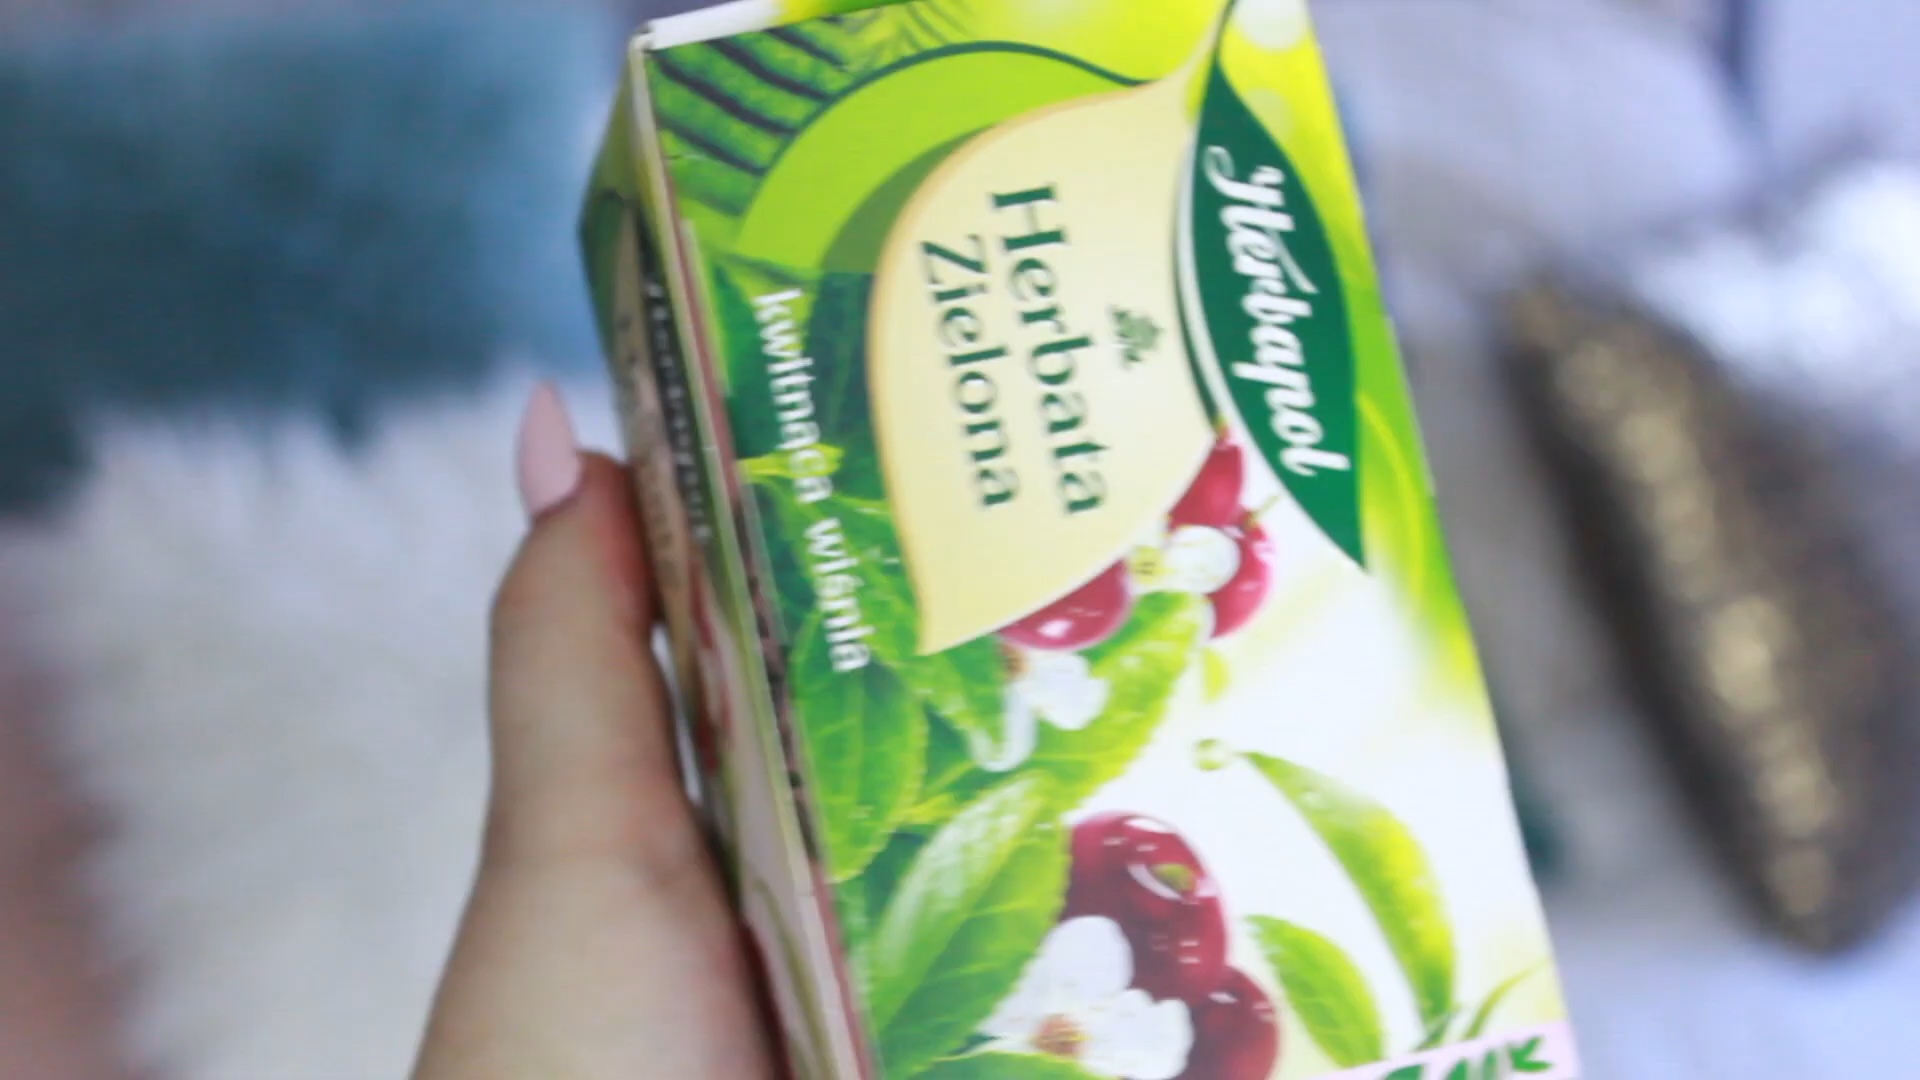 Herbapol
Herbata
Zielona
kwitnąca wiśnia